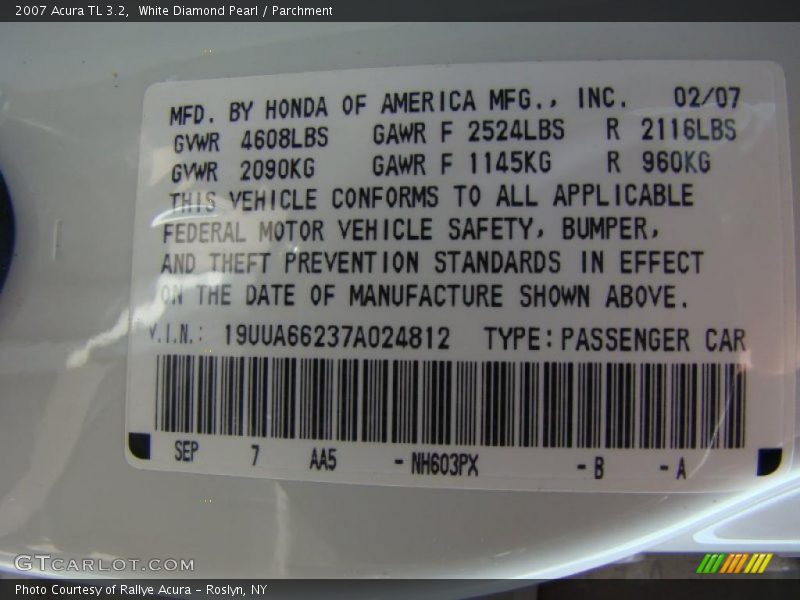 2007 Acura TL 3.2,  White Diamond Pearl / Parchment
MFD. BY HONDA OF AMERICA MFG., INC.   02/07
GVWR 4608LBS   GAWR F 2524LBS   R 2116LBS
GVWR 2090KG   GAWR F 1145KG   R 960KG
THIS VEHICLE CONFORMS TO ALL APPLICABLE
FEDERAL MOTOR VEHICLE SAFETY, BUMPER,
AND THEFT PREVENTION STANDARDS IN EFFECT
ON THE DATE OF MANUFACTURE SHOWN ABOVE.
V.I.N.: 19UUA66237A024812   TYPE:PASSENGER CAR
SEP   7   AA5   - NH603PX   - B   - A
GTCARLOT.COM
Photo Courtesy of Rallye Acura – Roslyn, NY